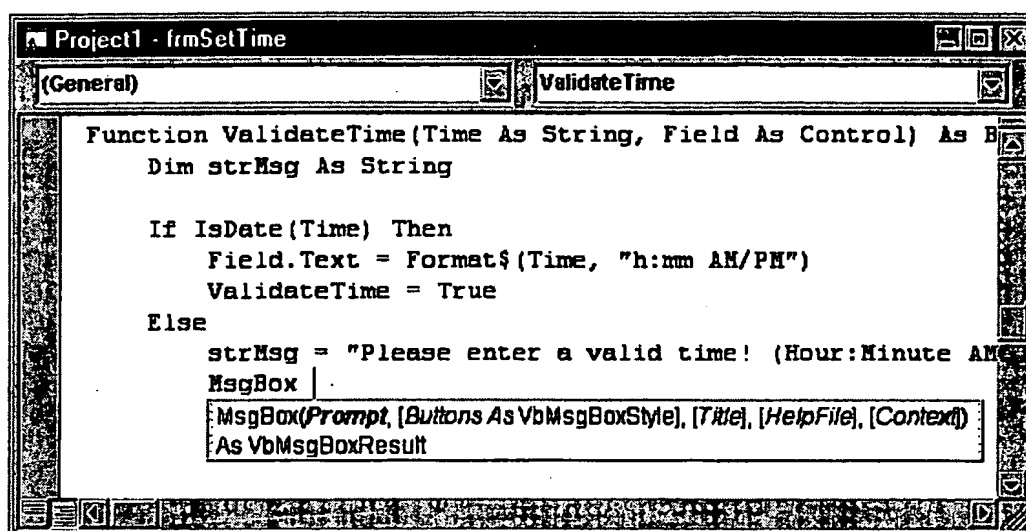 Project1 - frmSetTime
(General) ValidateTime
Function ValidateTime(Time As String, Field As Control) As B
Dim strMsg As String
If IsDate(Time) Then
Field.Text = Format$(Time, "h:mm AM/PM")
ValidateTime = True
Else
strMsg = "Please enter a valid time! (Hour:Minute AM
MsgBox
MsgBox(Prompt, [Buttons As VbMsgBoxStyle], [Title], [HelpFile], [Context])
As VbMsgBoxResult